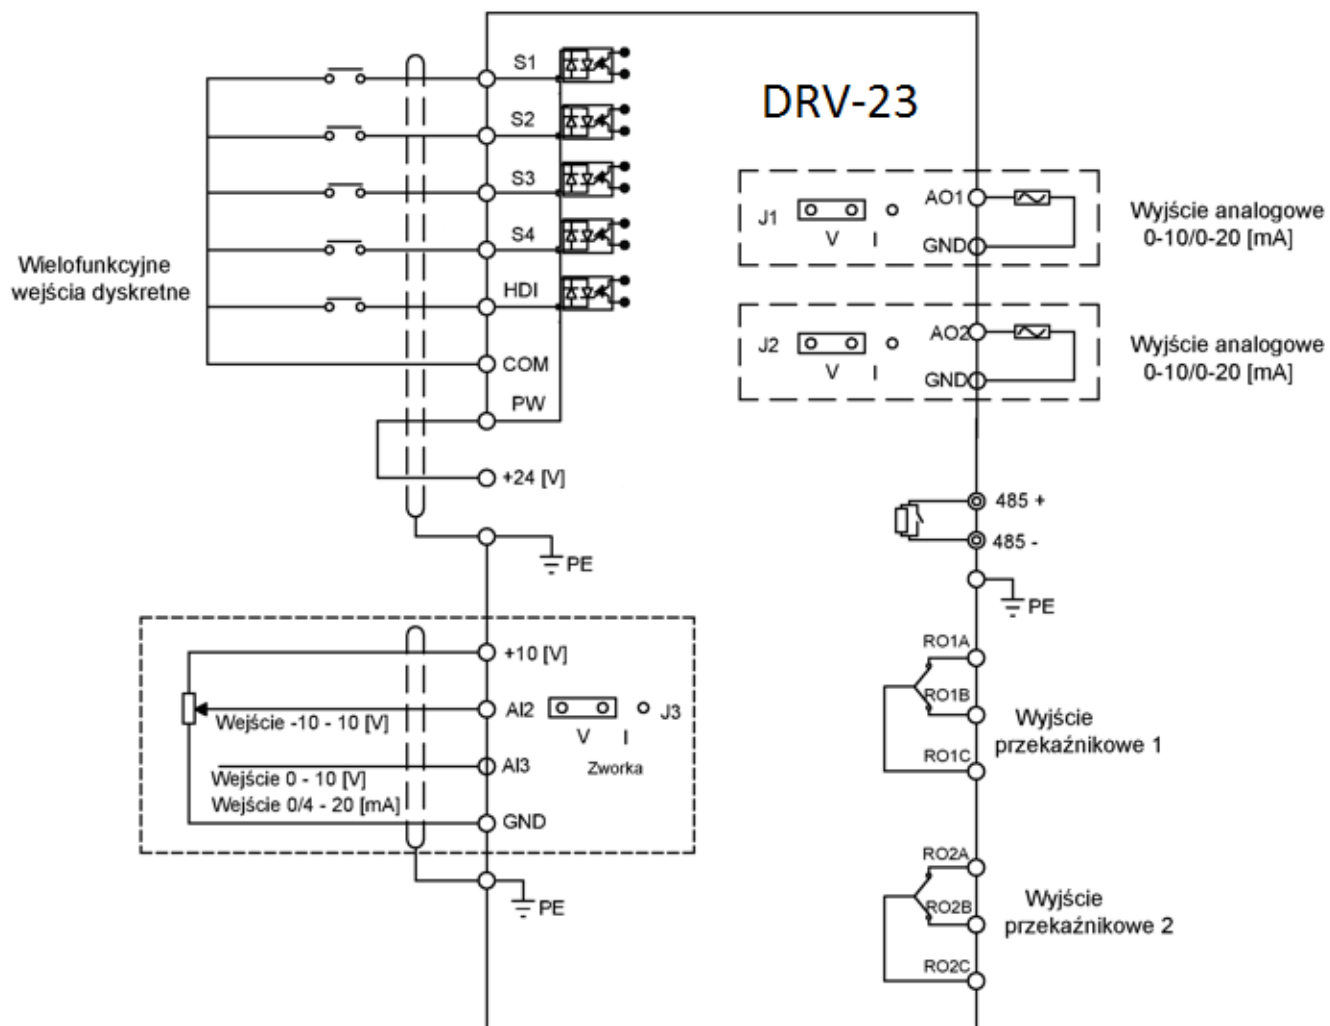 DRV-23
S1
S2
S3
S4
HDI
COM
PW
+24 [V]
PE
Wielofunkcyjne
wejścia dyskretne
+10 [V]
AI2
Wejście -10 - 10 [V]
V I
J3
Zworka
AI3
Wejście 0 - 10 [V]
Wejście 0/4 - 20 [mA]
GND
PE
J1
V I
AO1
GND
Wyjście analogowe
0-10/0-20 [mA]
J2
V I
AO2
GND
Wyjście analogowe
0-10/0-20 [mA]
485 +
485 -
PE
RO1A
RO1B
RO1C
Wyjście
przekaźnikowe 1
RO2A
RO2B
RO2C
Wyjście
przekaźnikowe 2